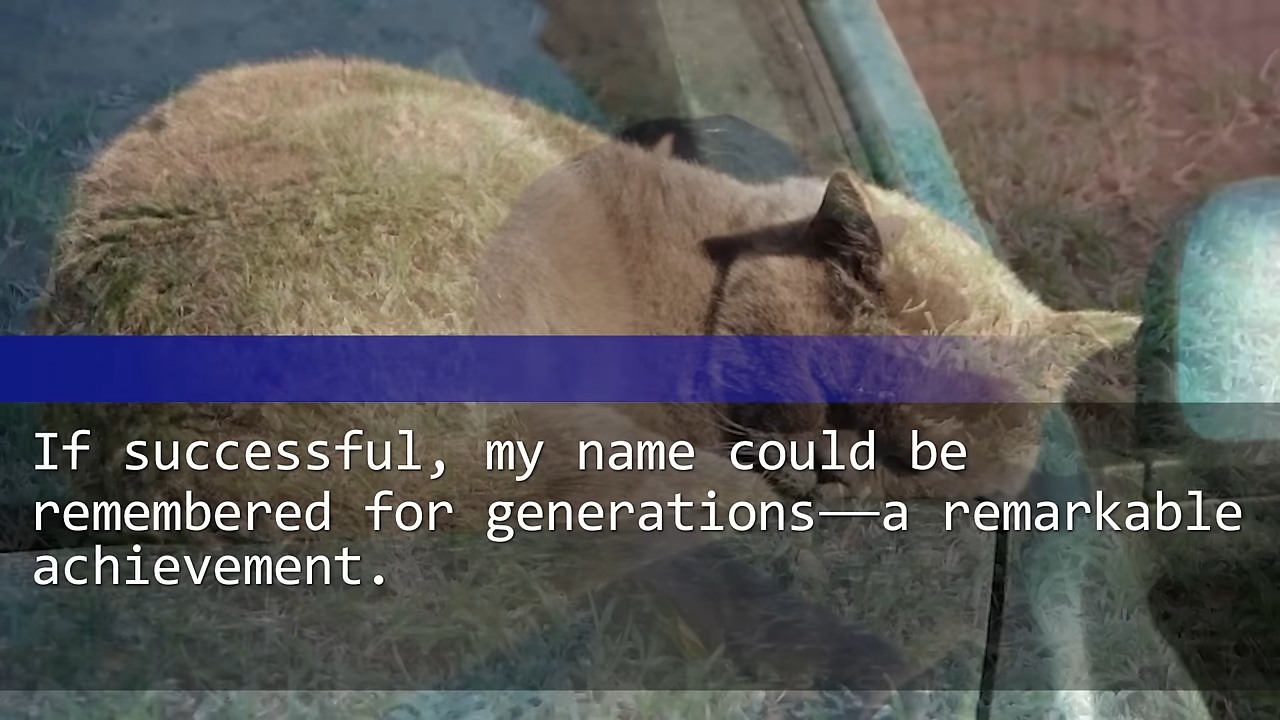 If successful, my name could be
remembered for generations——a remarkable
achievement.